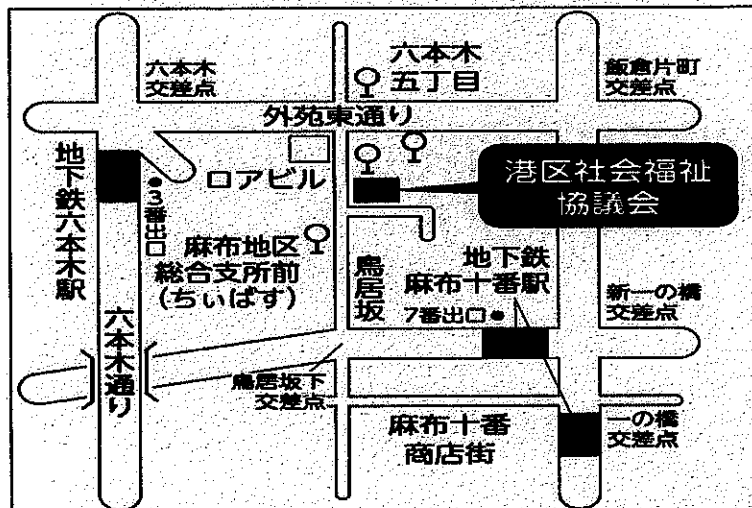 六本木
交差点
六本木
五丁目
飯倉片町
交差点
外苑東通り
地下鉄六本木駅
3番出口
ロアビル
港区社会福祉
協議会
麻布地区
総合支所前
(ちぃばす)
鳥居坂
地下鉄
麻布十番駅
7番出口
新一の橋
交差点
六本木通り
鳥居坂下
交差点
麻布十番
商店街
一の橋
交差点